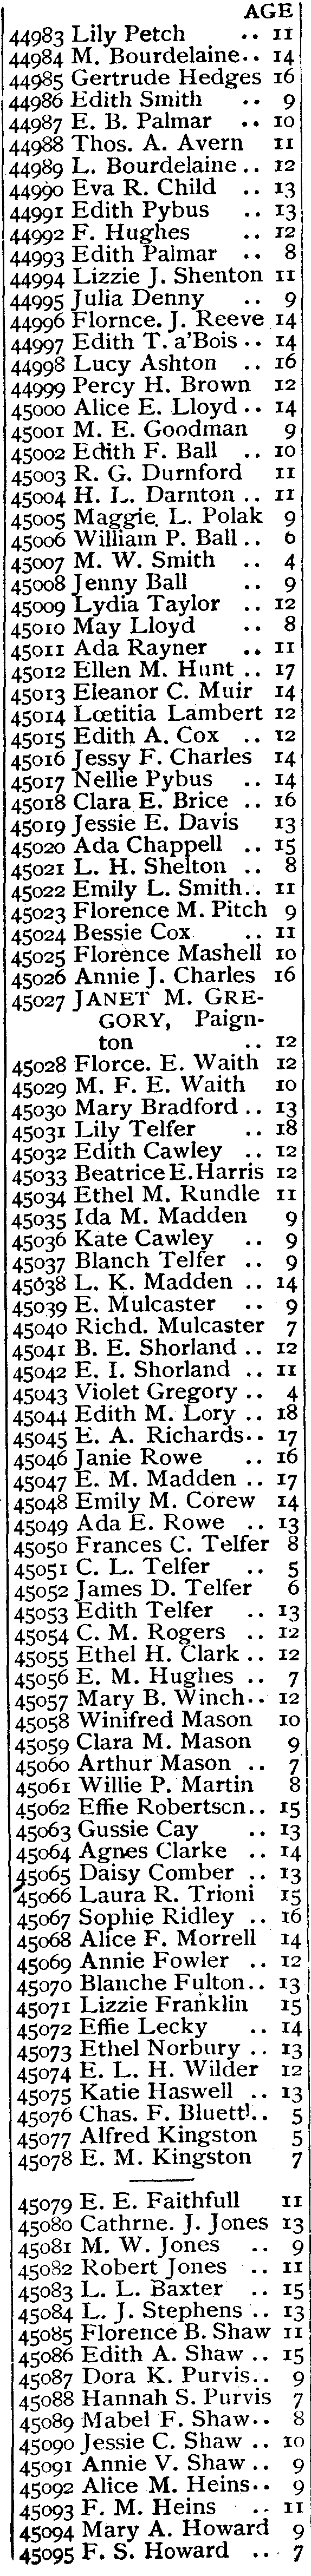 AGE
44983 Lily Petch .. 11
44984 M. Bourdelaine.. 14
44985 Gertrude Hedges 16
44986 Edith Smith .. 9
44987 E. B. Palmar .. 10
44988 Thos. A. Avern 11
44989 L. Bourdelaine .. 12
44990 Eva R. Child .. 13
44991 Edith Pybus .. 13
44992 F. Hughes .. 12
44993 Edith Palmar .. 8
44994 Lizzie J. Shenton 11
44995 Julia Denny .. 9
44996 Flornce. J. Reeve 14
44997 Edith T. a'Bois .. 14
44998 Lucy Ashton .. 16
44999 Percy H. Brown 12
45000 Alice E. Lloyd .. 14
45001 M. E. Goodman 9
45002 Edith F. Ball .. 10
45003 R. G. Durnford 11
45004 H. L. Darnton .. 11
45005 Maggie. L. Polak 9
45006 William P. Ball .. 6
45007 M. W. Smith .. 4
45008 Jenny Ball .. 9
45009 Lydia Taylor .. 12
45010 May Lloyd .. 8
45011 Ada Rayner .. 11
45012 Ellen M. Hunt .. 17
45013 Eleanor C. Muir 14
45014 Lœtitia Lambert 12
45015 Edith A. Cox .. 12
45016 Jessy F. Charles 14
45017 Nellie Pybus .. 14
45018 Clara E. Brice .. 16
45019 Jessie E. Davis 13
45020 Ada Chappell .. 15
45021 L. H. Shelton .. 8
45022 Emily L. Smith.. 11
45023 Florence M. Pitch 9
45024 Bessie Cox .. 11
45025 Florence Mashell 10
45026 Annie J. Charles 16
45027 JANET M. GRE-
GORY, Paign-
ton .. 12
45028 Florce. E. Waith 12
45029 M. F. E. Waith 10
45030 Mary Bradford .. 13
45031 Lily Telfer .. 18
45032 Edith Cawley .. 12
45033 Beatrice E. Harris 12
45034 Ethel M. Rundle 11
45035 Ida M. Madden 9
45036 Kate Cawley .. 9
45037 Blanch Telfer .. 9
45038 L. K. Madden .. 14
45039 E. Mulcaster .. 9
45040 Richd. Mulcaster 7
45041 B. E. Shorland .. 12
45042 E. I. Shorland .. 11
45043 Violet Gregory .. 4
45044 Edith M. Lory .. 18
45045 E. A. Richards.. 17
45046 Janie Rowe .. 16
45047 E. M. Madden .. 17
45048 Emily M. Corew 14
45049 Ada E. Rowe .. 13
45050 Frances C. Telfer 8
45051 C. L. Telfer .. 5
45052 James D. Telfer 6
45053 Edith Telfer .. 13
45054 C. M. Rogers .. 12
45055 Ethel H. Clark .. 12
45056 E. M. Hughes .. 7
45057 Mary B. Winch.. 12
45058 Winifred Mason 10
45059 Clara M. Mason 9
45060 Arthur Mason .. 7
45061 Willie P. Martin 8
45062 Effie Robertson.. 15
45063 Gussie Cay .. 13
45064 Agnes Clarke .. 14
45065 Daisy Comber .. 13
45066 Laura R. Trioni 15
45067 Sophie Ridley .. 16
45068 Alice F. Morrell 14
45069 Annie Fowler .. 12
45070 Blanche Fulton.. 13
45071 Lizzie Franklin 15
45072 Effie Lecky .. 14
45073 Ethel Norbury .. 13
45074 E. L. H. Wilder 12
45075 Katie Haswell .. 13
45076 Chas. F. Bluett.. 5
45077 Alfred Kingston 5
45078 E. M. Kingston 7
45079 E. E. Faithfull 11
45080 Cathrne. J. Jones 13
45081 M. W. Jones .. 9
45082 Robert Jones .. 11
45083 L. L. Baxter .. 15
45084 L. J. Stephens .. 13
45085 Florence B. Shaw 11
45086 Edith A. Shaw .. 15
45087 Dora K. Purvis.. 9
45088 Hannah S. Purvis 7
45089 Mabel F. Shaw.. 8
45090 Jessie C. Shaw .. 10
45091 Annie V. Shaw .. 9
45092 Alice M. Heins.. 9
45093 F. M. Heins .. 11
45094 Mary A. Howard 9
45095 F. S. Howard .. 7